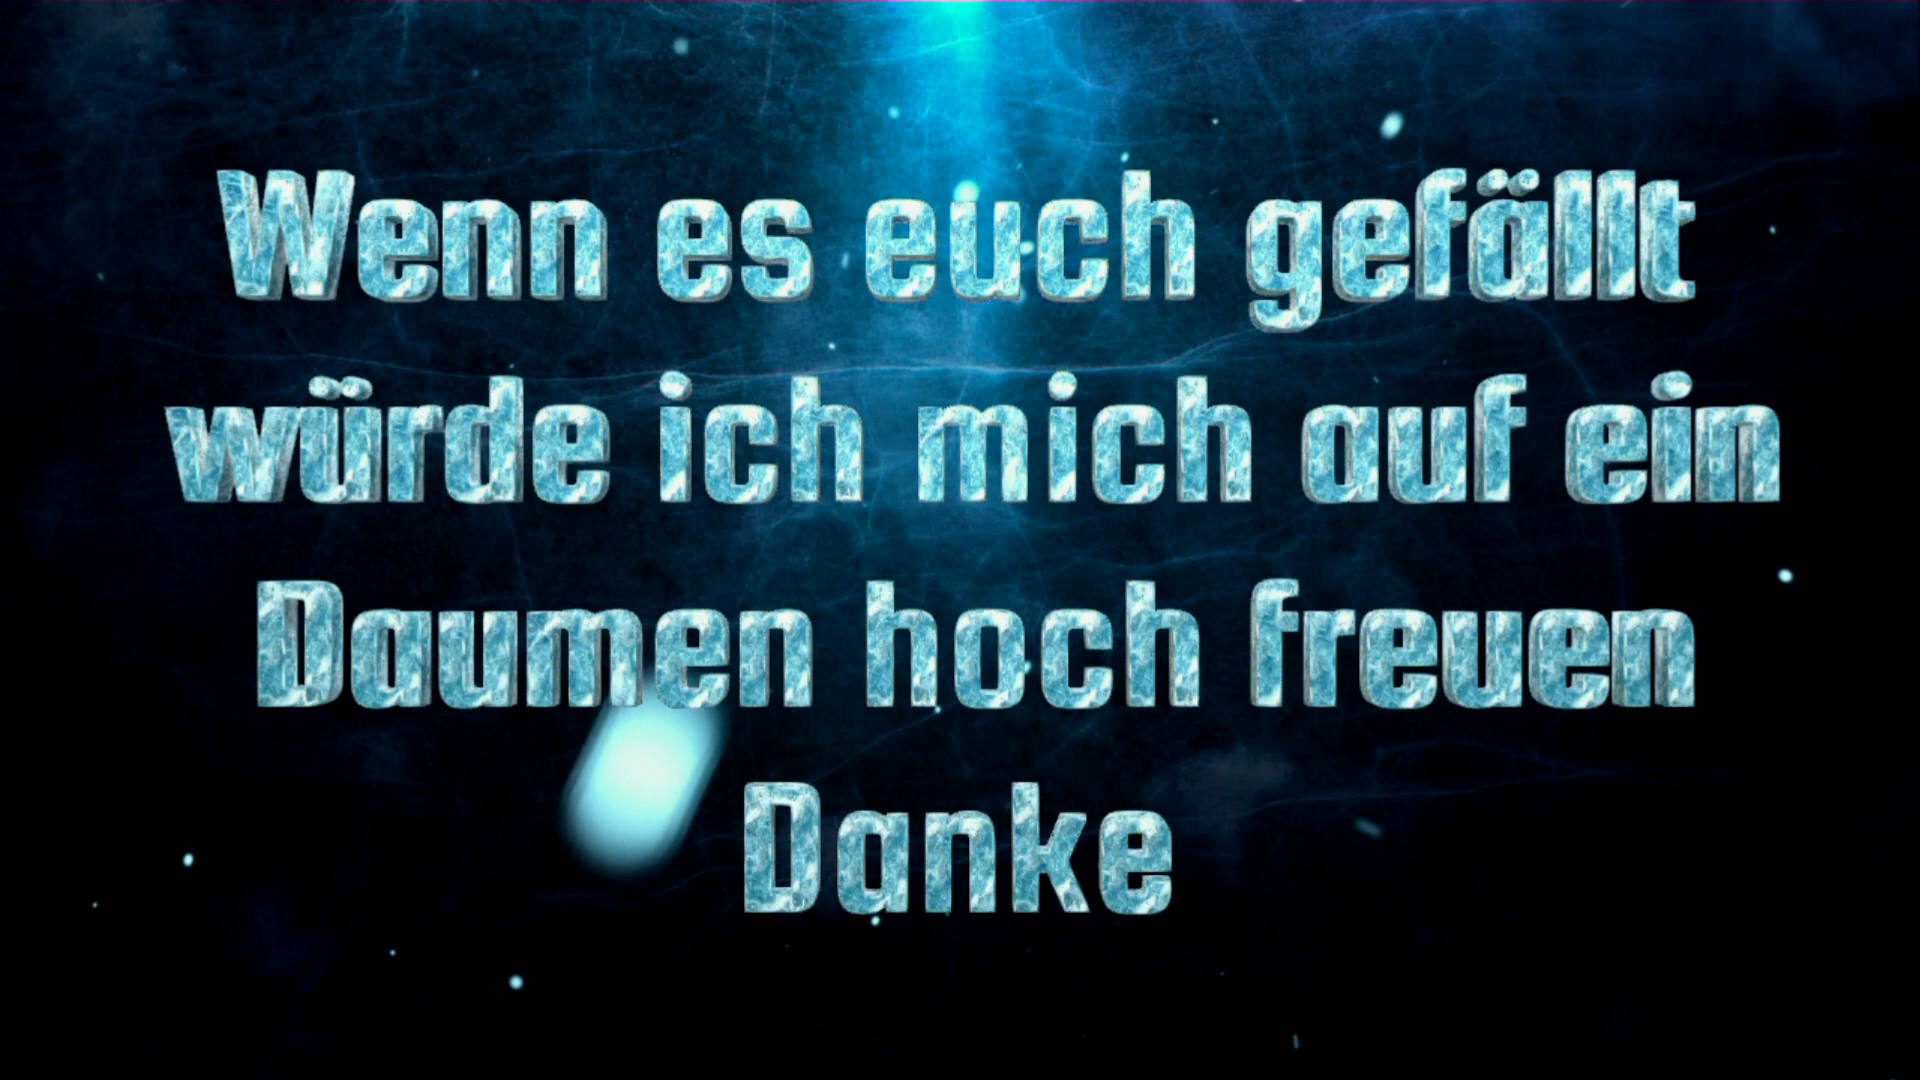 Wenn es euch gefällt
würde ich mich auf ein
Daumen hoch freuen
Danke